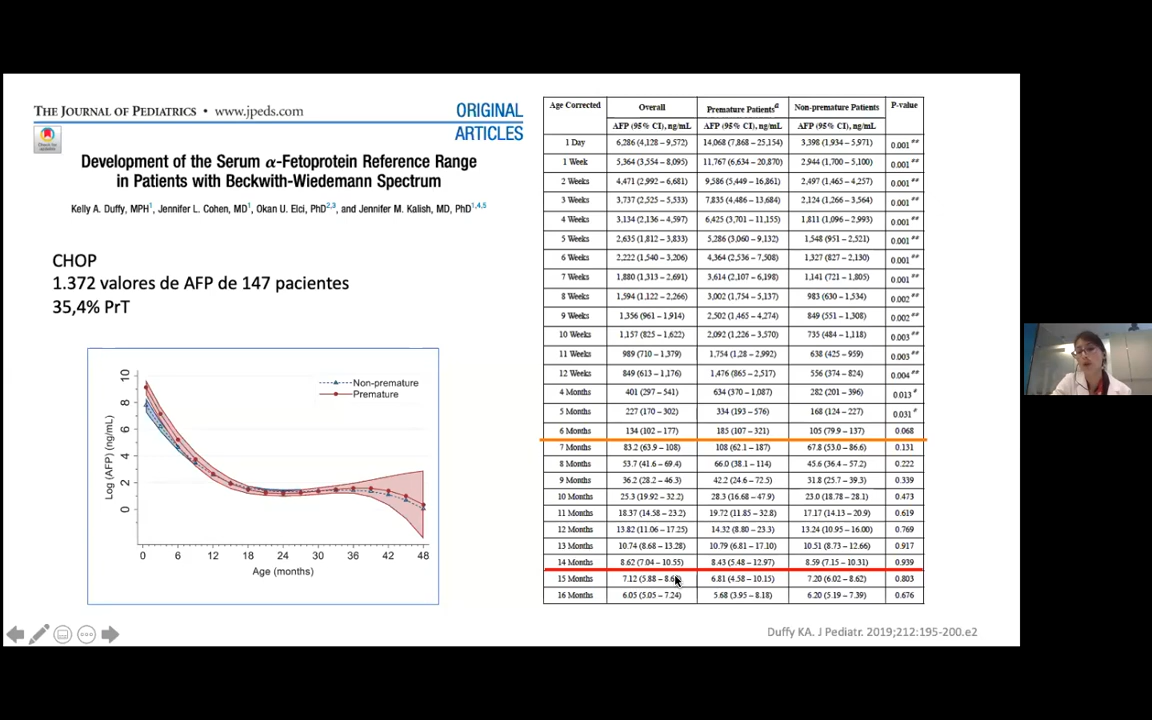 THE JOURNAL OF PEDIATRICS • www.jpeds.com
ORIGINAL
ARTICLES
Check for updates
Development of the Serum α-Fetoprotein Reference Range
in Patients with Beckwith-Wiedemann Spectrum
Kelly A. Duffy, MPH1, Jennifer L. Cohen, MD1, Okan U. Elci, PhD2,3, and Jennifer M. Kalish, MD, PhD1,4,5
CHOP
1.372 valores de AFP de 147 pacientes
35,4% PrT
Log (AFP) (ng/mL)
10
8
6
4
2
0
Non-premature
Premature
0 6 12 18 24 30 36 42 48
Age (months)
Age Corrected Overall Premature Patientsa Non-premature Patients P-value
AFP (95% CI), ng/mL AFP (95% CI), ng/mL AFP (95% CI), ng/mL
1 Day 6,286 (4,128 – 9,572) 14,068 (7,868 – 25,154) 3,398 (1,934 – 5,971) 0.001 **
1 Week 5,364 (3,554 – 8,095) 11,767 (6,634 – 20,870) 2,944 (1,700 – 5,100) 0.001 **
2 Weeks 4,471 (2,992 – 6,681) 9,586 (5,449 – 16,861) 2,497 (1,465 – 4,257) 0.001 **
3 Weeks 3,737 (2,525 – 5,533) 7,835 (4,486 – 13,684) 2,124 (1,266 – 3,564) 0.001 **
4 Weeks 3,134 (2,136 – 4,597) 6,425 (3,701 – 11,155) 1,811 (1,096 – 2,993) 0.001 **
5 Weeks 2,635 (1,812 – 3,833) 5,286 (3,060 – 9,132) 1,548 (951 – 2,521) 0.001 **
6 Weeks 2,222 (1,540 – 3,206) 4,364 (2,536 – 7,508) 1,327 (827 – 2,130) 0.001 **
7 Weeks 1,880 (1,313 – 2,691) 3,614 (2,107 – 6,198) 1,141 (721 – 1,805) 0.001 **
8 Weeks 1,594 (1,122 – 2,266) 3,002 (1,754 – 5,137) 983 (630 – 1,534) 0.002 **
9 Weeks 1,356 (961 – 1,914) 2,502 (1,465 – 4,274) 849 (551 – 1,308) 0.002 **
10 Weeks 1,157 (825 – 1,622) 2,092 (1,226 – 3,570) 735 (484 – 1,118) 0.003 **
11 Weeks 989 (710 – 1,379) 1,754 (1,28 – 2,992) 638 (425 – 959) 0.003 **
12 Weeks 849 (613 – 1,176) 1,476 (865 – 2,517) 556 (374 – 824) 0.004 **
4 Months 401 (297 – 541) 634 (370 – 1,087) 282 (201 – 396) 0.013 *
5 Months 227 (170 – 302) 334 (193 – 576) 168 (124 – 227) 0.031 *
6 Months 134 (102 – 177) 185 (107 – 321) 105 (79.9 – 137) 0.068
7 Months 83.2 (63.9 – 108) 108 (62.1 – 187) 67.8 (53.0 – 86.6) 0.131
8 Months 53.7 (41.6 – 69.4) 66.0 (38.1 – 114) 45.6 (36.4 – 57.2) 0.222
9 Months 36.2 (28.2 – 46.3) 42.2 (24.6 – 72.5) 31.8 (25.7 – 39.3) 0.339
10 Months 25.3 (19.92 – 32.2) 28.3 (16.68 – 47.9) 23.0 (18.78 – 28.1) 0.473
11 Months 18.37 (14.58 – 23.2) 19.72 (11.85 – 32.8) 17.17 (14.13 – 20.9) 0.619
12 Months 13.82 (11.06 – 17.25) 14.32 (8.80 – 23.3) 13.24 (10.95 – 16.00) 0.769
13 Months 10.74 (8.68 – 13.28) 10.79 (6.81 – 17.10) 10.51 (8.73 – 12.66) 0.917
14 Months 8.62 (7.04 – 10.55) 8.43 (5.48 – 12.97) 8.59 (7.15 – 10.31) 0.939
15 Months 7.12 (5.88 – 6.81 (4.58 – 10.15) 7.20 (6.02 – 8.62) 0.803
16 Months 6.05 (5.05 – 7.24) 5.68 (3.95 – 8.18) 6.20 (5.19 – 7.39) 0.676
Duffy KA. J Pediatr. 2019;212:195-200.e2